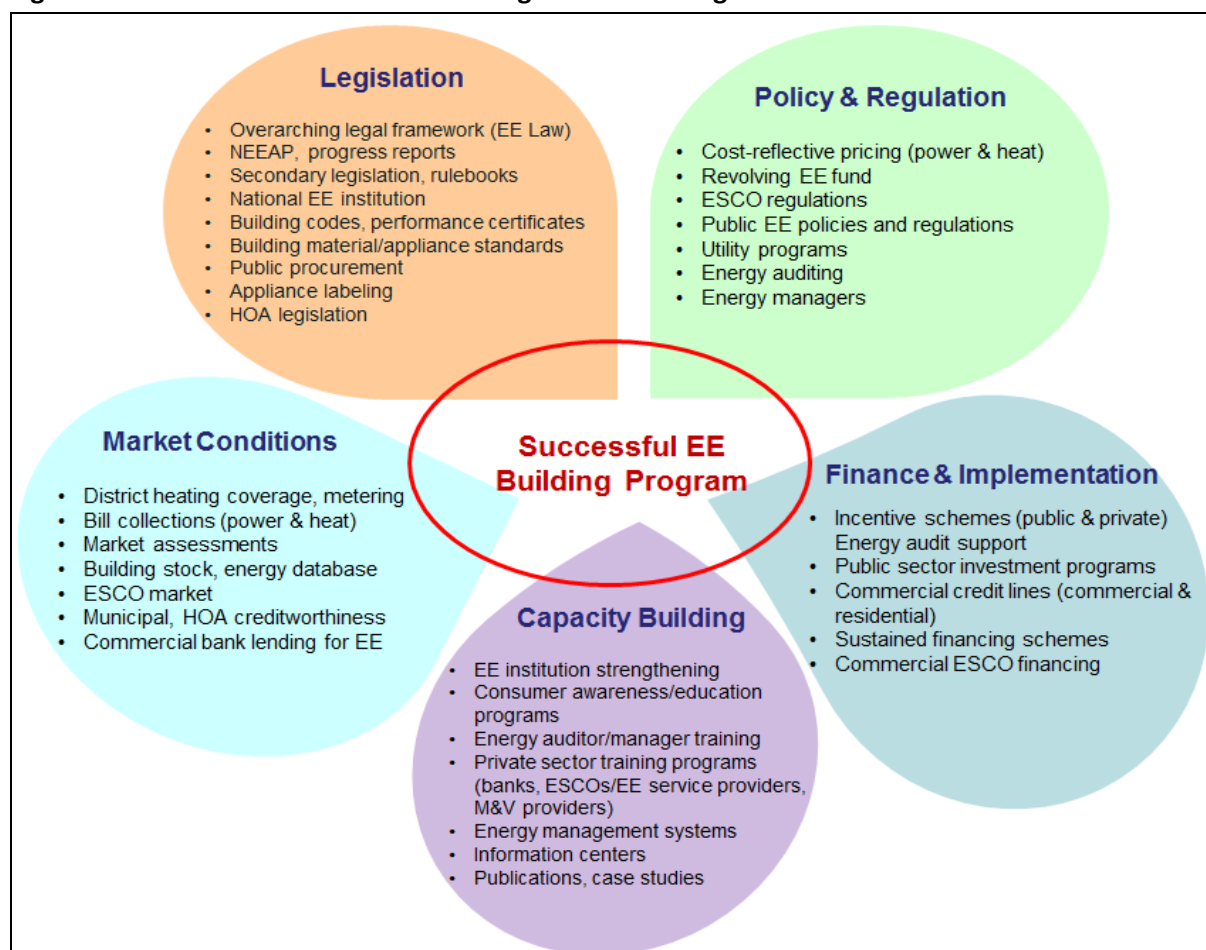 Legislation
• Overarching legal framework (EE Law)
• NEEAP, progress reports
• Secondary legislation, rulebooks
• National EE institution
• Building codes, performance certificates
• Building material/appliance standards
• Public procurement
• Appliance labeling
• HOA legislation
Policy & Regulation
• Cost-reflective pricing (power & heat)
• Revolving EE fund
• ESCO regulations
• Public EE policies and regulations
• Utility programs
• Energy auditing
• Energy managers
Market Conditions
• District heating coverage, metering
• Bill collections (power & heat)
• Market assessments
• Building stock, energy database
• ESCO market
• Municipal, HOA creditworthiness
• Commercial bank lending for EE
Successful EE
Building Program
Finance & Implementation
• Incentive schemes (public & private)
Energy audit support
• Public sector investment programs
• Commercial credit lines (commercial &
residential)
• Sustained financing schemes
• Commercial ESCO financing
Capacity Building
• EE institution strengthening
• Consumer awareness/education
programs
• Energy auditor/manager training
• Private sector training programs
(banks, ESCOs/EE service providers,
M&V providers)
• Energy management systems
• Information centers
• Publications, case studies